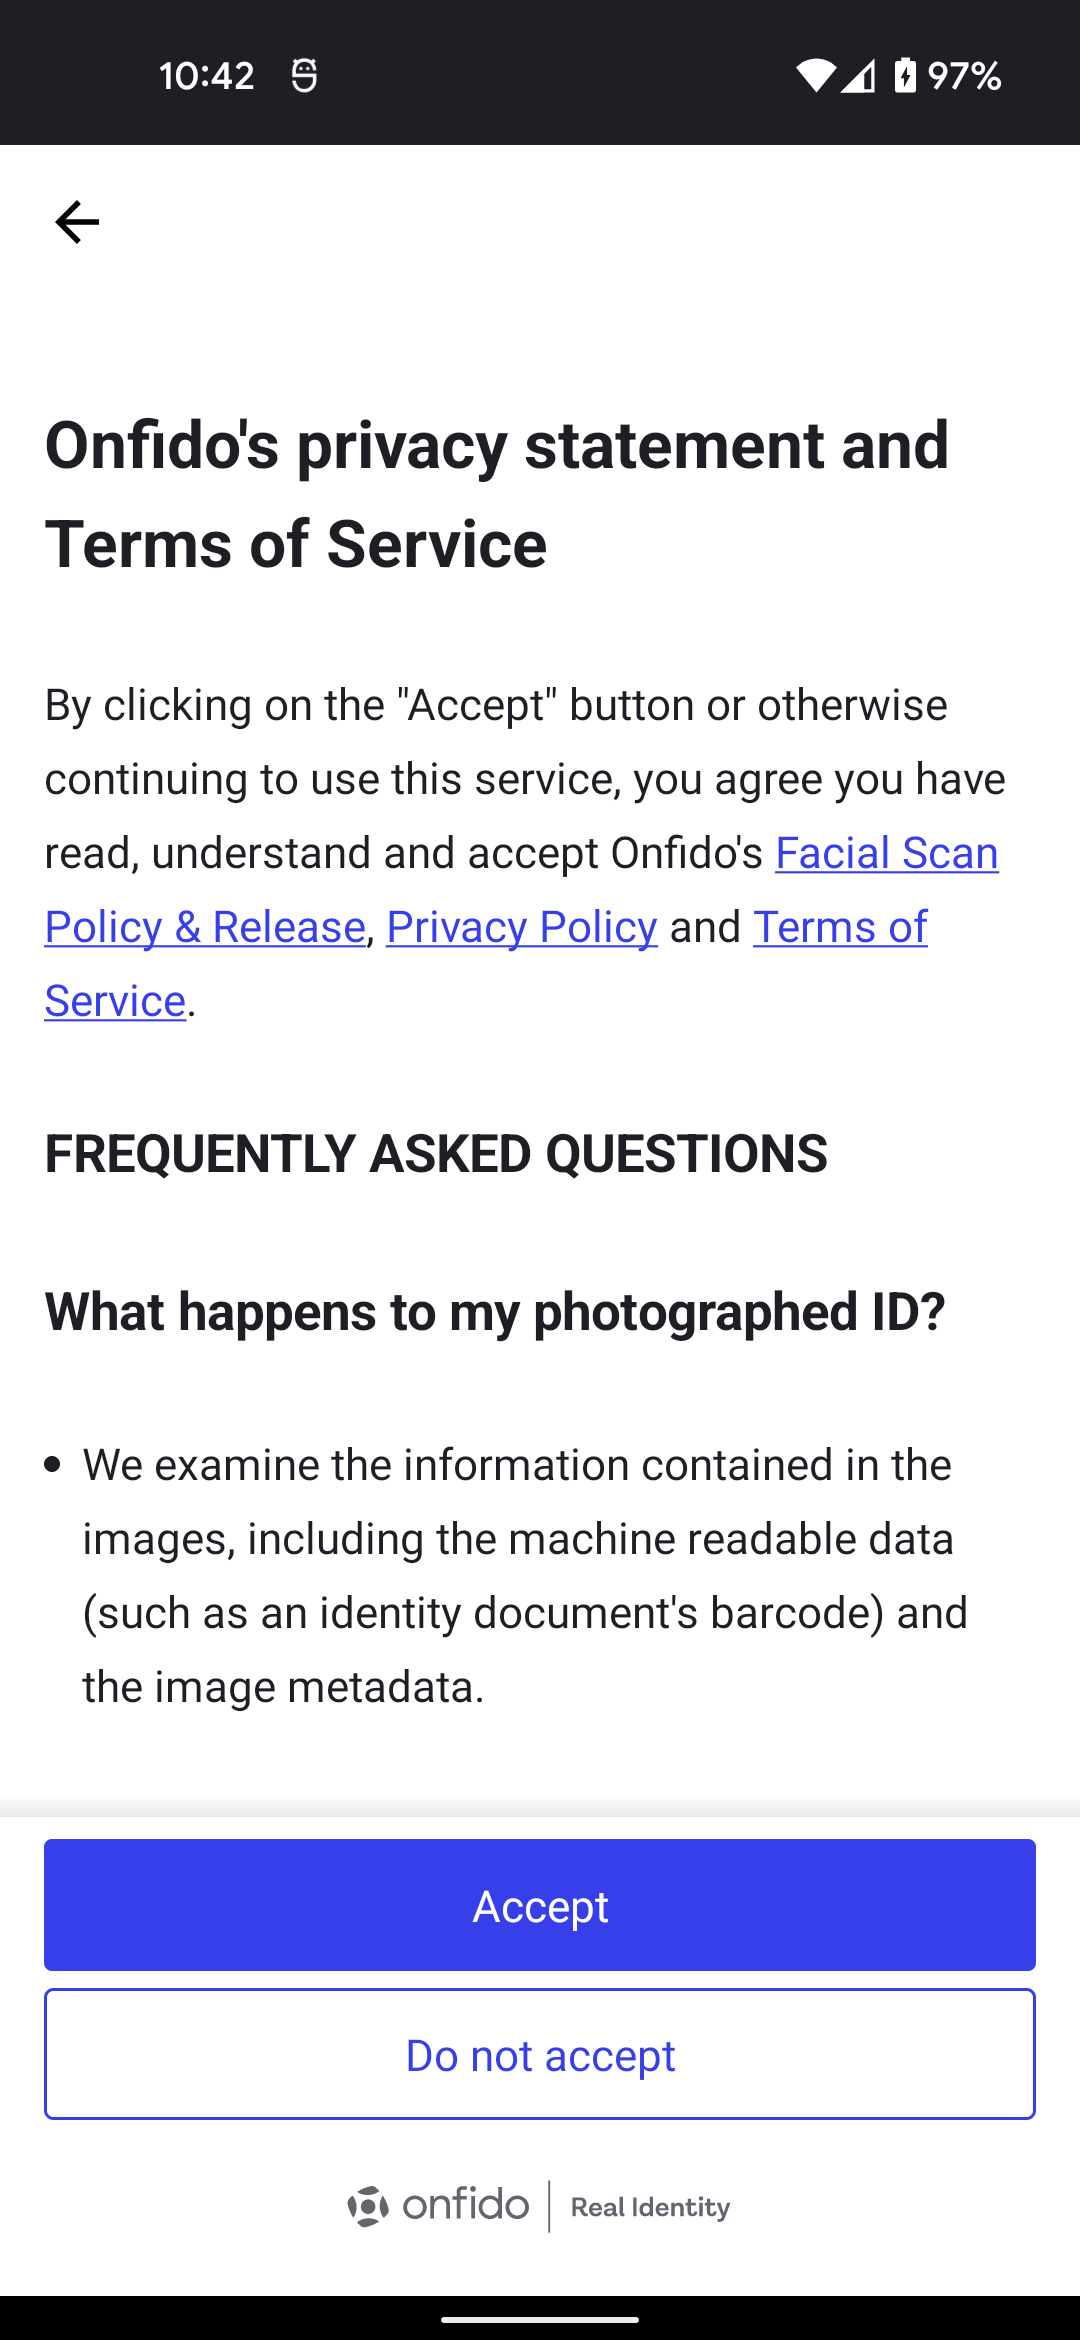 10:42
97%
Onfido's privacy statement and
Terms of Service
By clicking on the "Accept" button or otherwise
continuing to use this service, you agree you have
read, understand and accept Onfido's Facial Scan
Policy & Release, Privacy Policy and Terms of
Service.
FREQUENTLY ASKED QUESTIONS
What happens to my photographed ID?
• We examine the information contained in the
images, including the machine readable data
(such as an identity document's barcode) and
the image metadata.
Accept
Do not accept
onfido | Real Identity